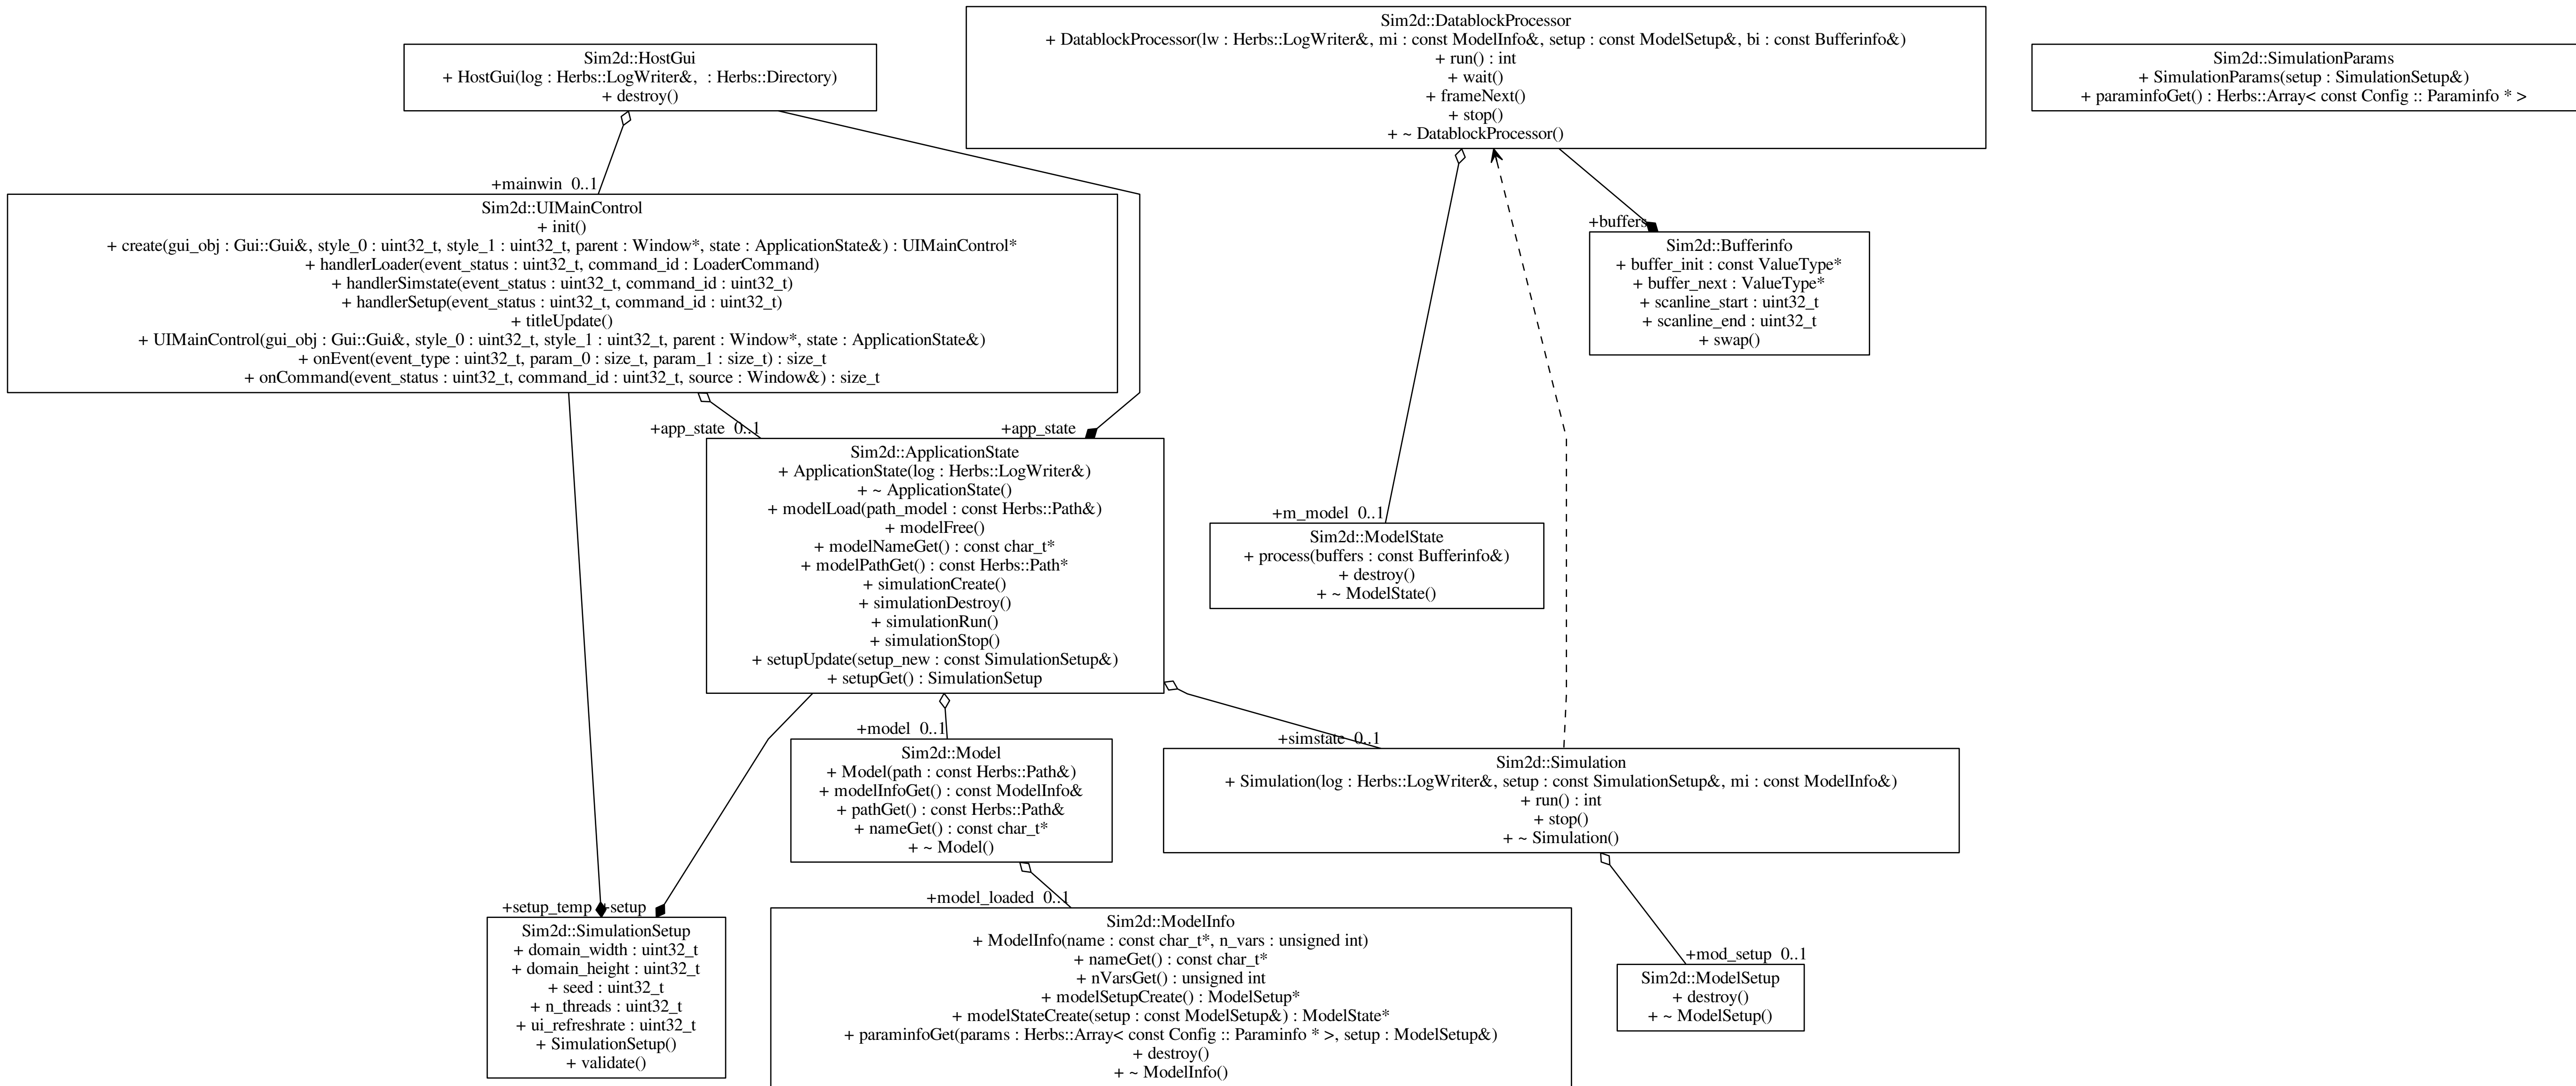 Sim2d::HostGui
+ HostGui(log : Herbs::LogWriter&,  : Herbs::Directory)
+ destroy()
Sim2d::DatablockProcessor
+ DatablockProcessor(lw : Herbs::LogWriter&, mi : const ModelInfo&, setup : const ModelSetup&, bi : const Bufferinfo&)
+ run() : int
+ wait()
+ frameNext()
+ stop()
+ ~ DatablockProcessor()
Sim2d::SimulationParams
+ SimulationParams(setup : SimulationSetup&)
+ paraminfoGet() : Herbs::Array< const Config :: Paraminfo * >
+mainwin 0..1
Sim2d::UIMainControl
+ init()
+ create(gui_obj : Gui::Gui&, style_0 : uint32_t, style_1 : uint32_t, parent : Window*, state : ApplicationState&) : UIMainControl*
+ handlerLoader(event_status : uint32_t, command_id : LoaderCommand)
+ handlerSimstate(event_status : uint32_t, command_id : uint32_t)
+ handlerSetup(event_status : uint32_t, command_id : uint32_t)
+ titleUpdate()
+ UIMainControl(gui_obj : Gui::Gui&, style_0 : uint32_t, style_1 : uint32_t, parent : Window*, state : ApplicationState&)
+ onEvent(event_type : uint32_t, param_0 : size_t, param_1 : size_t) : size_t
+ onCommand(event_status : uint32_t, command_id : uint32_t, source : Window&) : size_t
+buffers
Sim2d::Bufferinfo
+ buffer_init : const ValueType*
+ buffer_next : ValueType*
+ scanline_start : uint32_t
+ scanline_end : uint32_t
+ swap()
+app_state 0..1
+app_state
Sim2d::ApplicationState
+ ApplicationState(log : Herbs::LogWriter&)
+ ~ ApplicationState()
+ modelLoad(path_model : const Herbs::Path&)
+ modelFree()
+ modelNameGet() : const char_t*
+ modelPathGet() : const Herbs::Path*
+ simulationCreate()
+ simulationDestroy()
+ simulationRun()
+ simulationStop()
+ setupUpdate(setup_new : const SimulationSetup&)
+ setupGet() : SimulationSetup
+m_model 0..1
Sim2d::ModelState
+ process(buffers : const Bufferinfo&)
+ destroy()
+ ~ ModelState()
+model 0..1
Sim2d::Model
+ Model(path : const Herbs::Path&)
+ modelInfoGet() : const ModelInfo&
+ pathGet() : const Herbs::Path&
+ nameGet() : const char_t*
+ ~ Model()
+simstate 0..1
Sim2d::Simulation
+ Simulation(log : Herbs::LogWriter&, setup : const SimulationSetup&, mi : const ModelInfo&)
+ run() : int
+ stop()
+ ~ Simulation()
+setup_temp
+setup
Sim2d::SimulationSetup
+ domain_width : uint32_t
+ domain_height : uint32_t
+ seed : uint32_t
+ n_threads : uint32_t
+ ui_refreshrate : uint32_t
+ SimulationSetup()
+ validate()
+model_loaded 0..1
Sim2d::ModelInfo
+ ModelInfo(name : const char_t*, n_vars : unsigned int)
+ nameGet() : const char_t*
+ nVarsGet() : unsigned int
+ modelSetupCreate() : ModelSetup*
+ modelStateCreate(setup : const ModelSetup&) : ModelState*
+ paraminfoGet(params : Herbs::Array< const Config :: Paraminfo * >, setup : ModelSetup&)
+ destroy()
+ ~ ModelInfo()
+mod_setup 0..1
Sim2d::ModelSetup
+ destroy()
+ ~ ModelSetup()